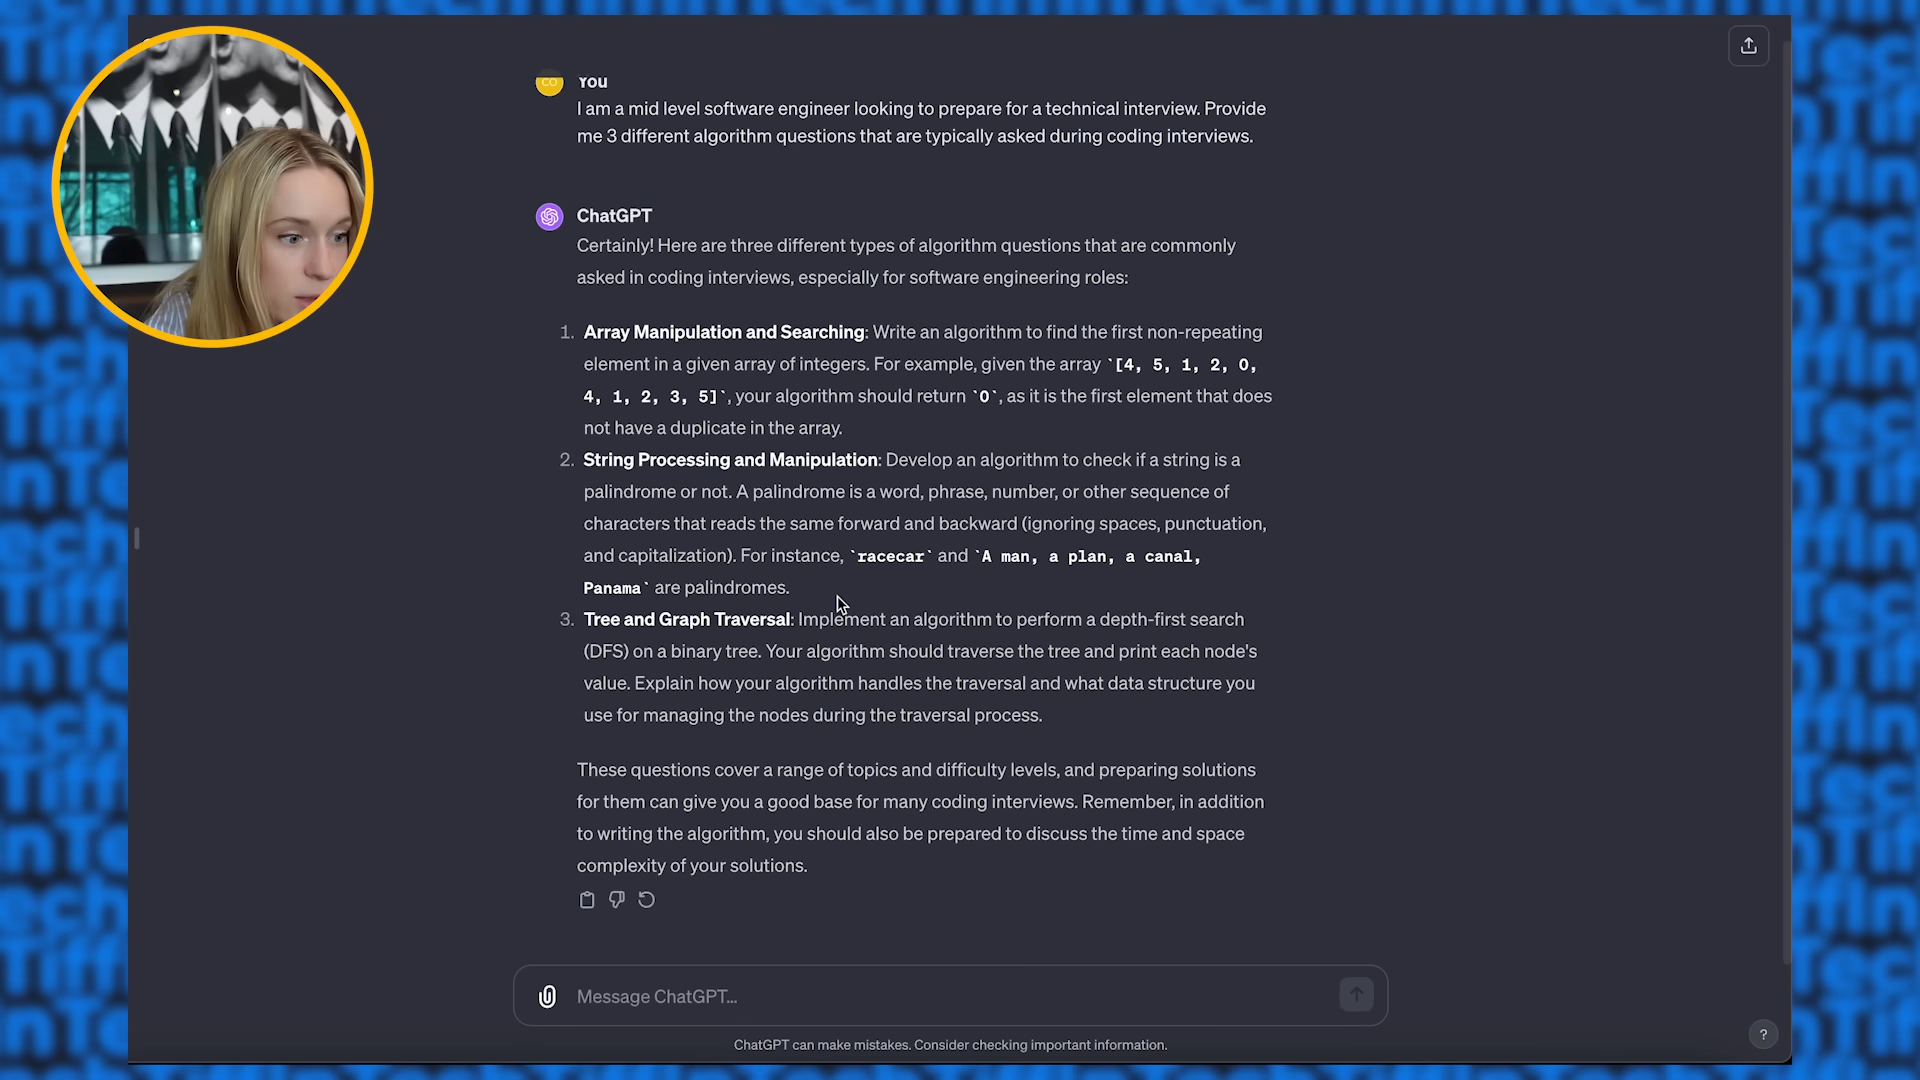 You
I am a mid level software engineer looking to prepare for a technical interview. Provide
me 3 different algorithm questions that are typically asked during coding interviews.
ChatGPT
Certainly! Here are three different types of algorithm questions that are commonly
asked in coding interviews, especially for software engineering roles:
1. Array Manipulation and Searching: Write an algorithm to find the first non-repeating
element in a given array of integers. For example, given the array `[4, 5, 1, 2, 0,
4, 1, 2, 3, 5]`, your algorithm should return `0`, as it is the first element that does
not have a duplicate in the array.
2. String Processing and Manipulation: Develop an algorithm to check if a string is a
palindrome or not. A palindrome is a word, phrase, number, or other sequence of
characters that reads the same forward and backward (ignoring spaces, punctuation,
and capitalization). For instance, `racecar` and `A man, a plan, a canal,
Panama` are palindromes.
3. Tree and Graph Traversal: Implement an algorithm to perform a depth-first search
(DFS) on a binary tree. Your algorithm should traverse the tree and print each node's
value. Explain how your algorithm handles the traversal and what data structure you
use for managing the nodes during the traversal process.
These questions cover a range of topics and difficulty levels, and preparing solutions
for them can give you a good base for many coding interviews. Remember, in addition
to writing the algorithm, you should also be prepared to discuss the time and space
complexity of your solutions.
Message ChatGPT...
ChatGPT can make mistakes. Consider checking important information.
?